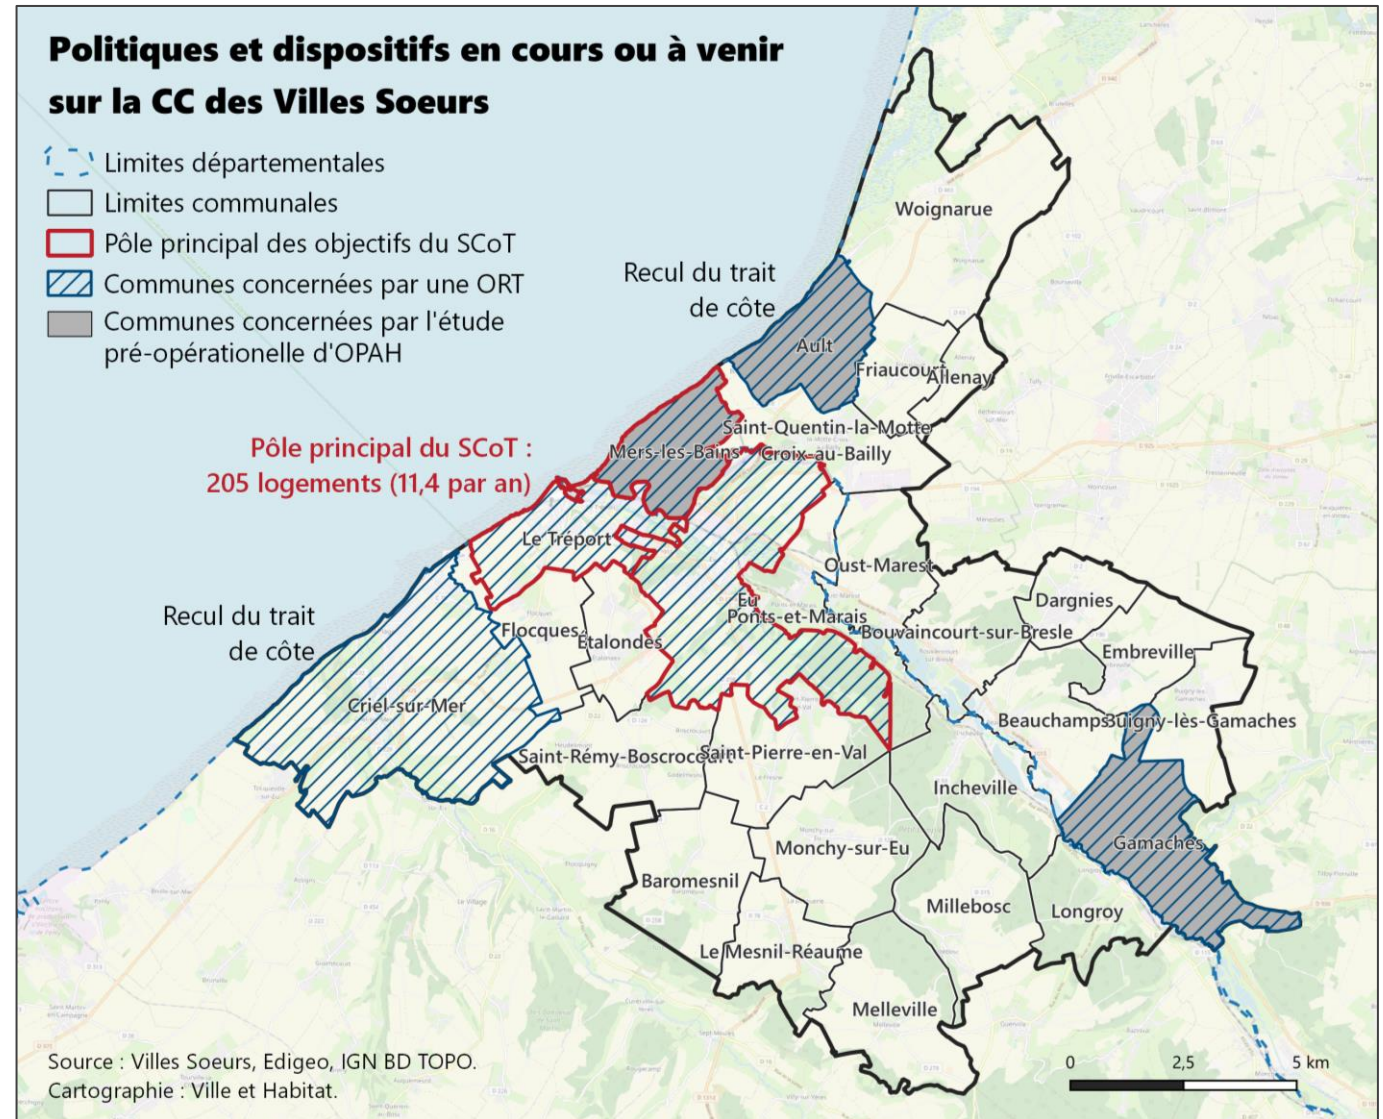 Politiques et dispositifs en cours ou à venir
sur la CC des Villes Soeurs
Limites départementales
Limites communales
Pôle principal des objectifs du SCoT
Communes concernées par une ORT
Communes concernées par l'étude
pré-opérationelle d'OPAH
Woignarue
Recul du trait
de côte
Ault
Friaucourt
Allenay
Saint-Quentin-la-Motte
Croix-au-Bailly
Mers-les-Bains
Pôle principal du SCoT :
205 logements (11,4 par an)
Le Tréport
Oust-Marest
Eu
Ponts-et-Marais
Dargnies
Bouvaincourt-sur-Bresle
Embreville
Recul du trait
de côte
Flocques
Étalondes
Criel-sur-Mer
Beauchamps
Buigny-lès-Gamaches
Saint-Rémy-Boscrocourt
Saint-Pierre-en-Val
Incheville
Monchy-sur-Eu
Gamaches
Baromesnil
Millebosc
Longroy
Le Mesnil-Réaume
Melleville
Source : Villes Soeurs, Edigeo, IGN BD TOPO.
Cartographie : Ville et Habitat.
0 2,5 5 km